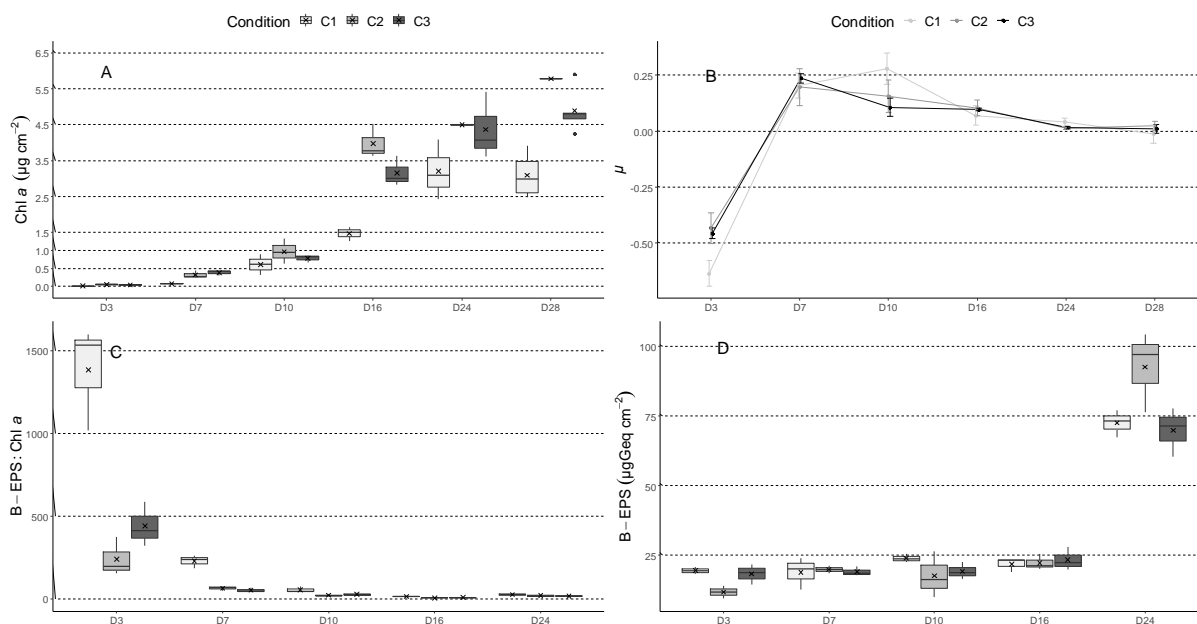 Condition C1 C2 C3
A
Chl a (µg cm−2)
6.5
5.5
4.5
3.5
2.5
1.5
1.0
0.5
0.0
D3 D7 D10 D16 D24 D28
Condition C1 C2 C3
B
µ
0.25
0.00
-0.25
-0.50
D3 D7 D10 D16 D24 D28
C
B−EPS: Chl a
1500
1000
500
0
D3 D7 D10 D16 D24
D
B−EPS (µgGeq cm−2)
100
75
50
25
0
D3 D7 D10 D16 D24